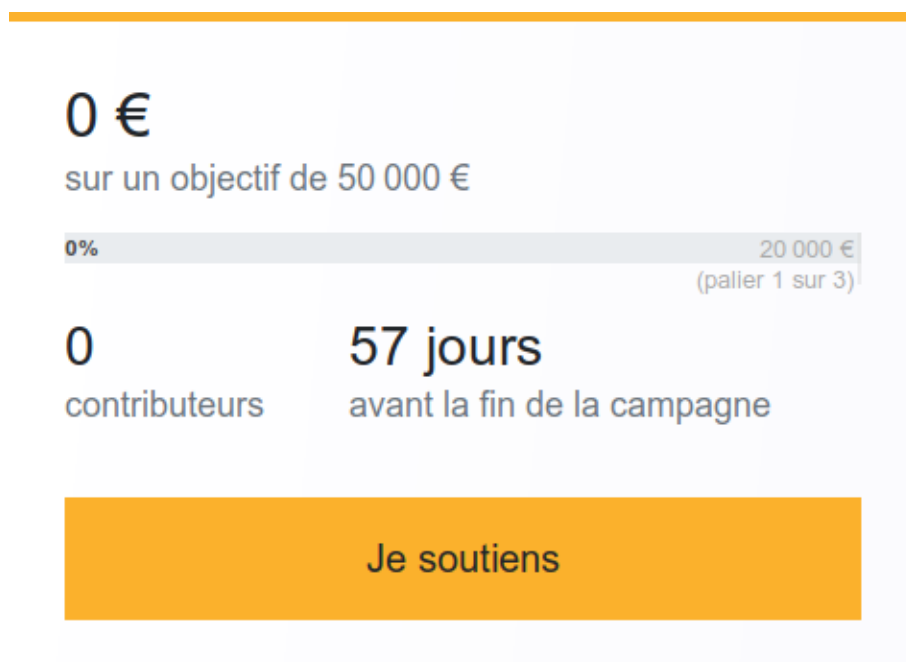 0 €
sur un objectif de 50 000 €
0% 20 000 €
(palier 1 sur 3)
0 57 jours
contributeurs avant la fin de la campagne
Je soutiens